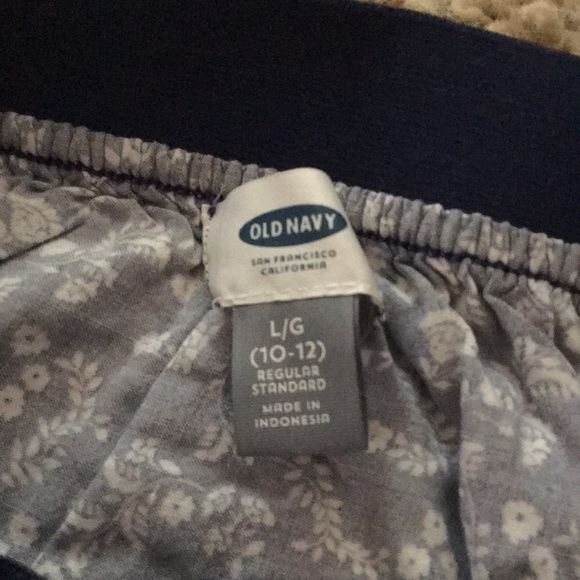 OLD NAVY
SAN FRANCISCO
CALIFORNIA
L/G
(10-12)
REGULAR
STANDARD
MADE IN
INDONESIA